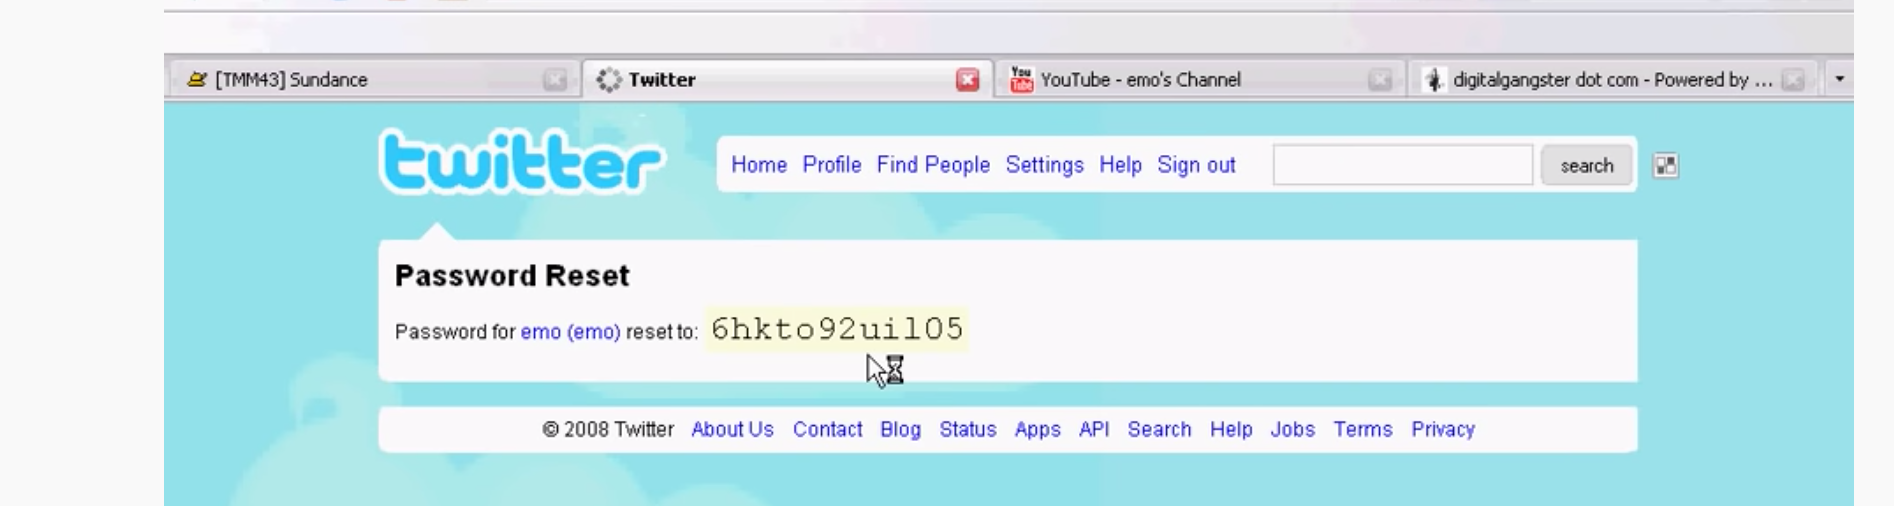 [TMM43] Sundance Twitter YouTube - emo's Channel digitalgangster dot com - Powered by ...
twitter Home Profile Find People Settings Help Sign out search
Password Reset
Password for emo (emo) reset to: 6hkto92uil05
© 2008 Twitter About Us Contact Blog Status Apps API Search Help Jobs Terms Privacy